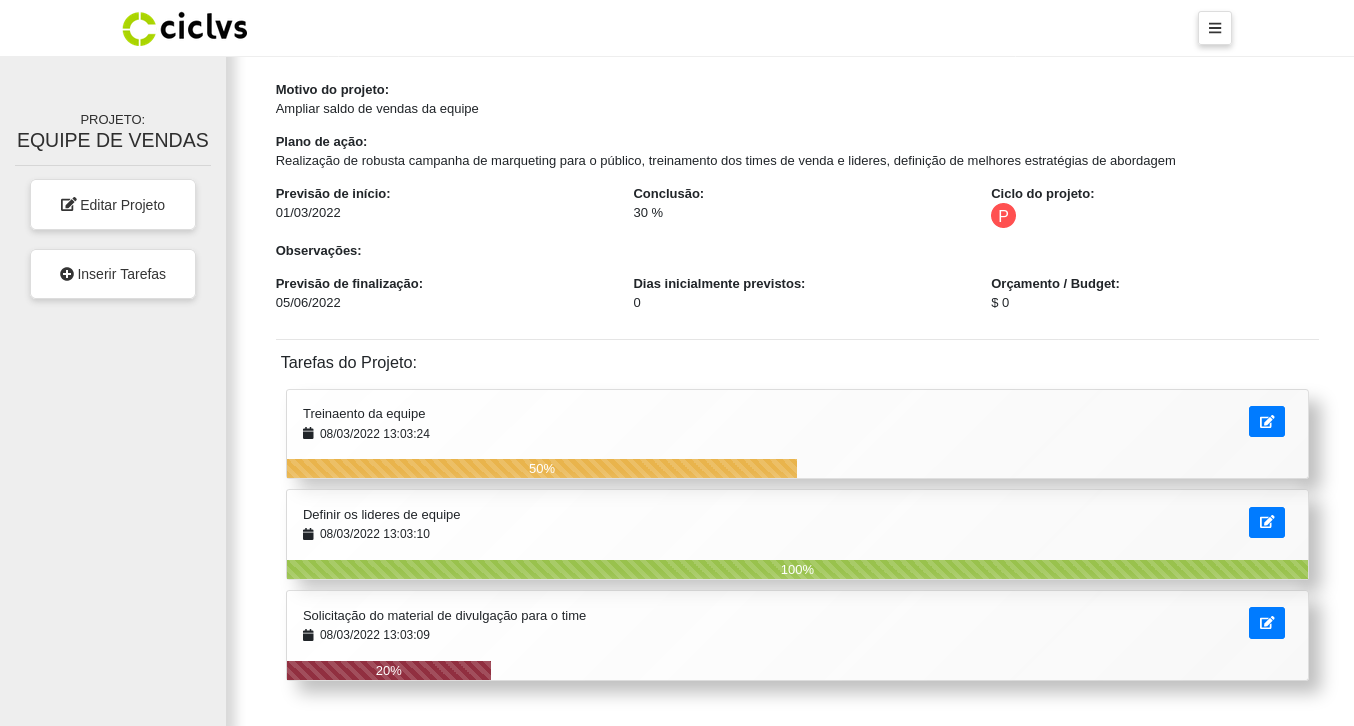 ciclvs
PROJETO:
EQUIPE DE VENDAS
Editar Projeto
Inserir Tarefas
Motivo do projeto:
Ampliar saldo de vendas da equipe
Plano de ação:
Realização de robusta campanha de marqueting para o público, treinamento dos times de venda e lideres, definição de melhores estratégias de abordagem
Previsão de início:
01/03/2022
Conclusão:
30 %
Ciclo do projeto:
P
Observações:
Previsão de finalização:
05/06/2022
Dias inicialmente previstos:
0
Orçamento / Budget:
$ 0
Tarefas do Projeto:
Treinaento da equipe
08/03/2022 13:03:24
50%
Definir os lideres de equipe
08/03/2022 13:03:10
100%
Solicitação do material de divulgação para o time
08/03/2022 13:03:09
20%